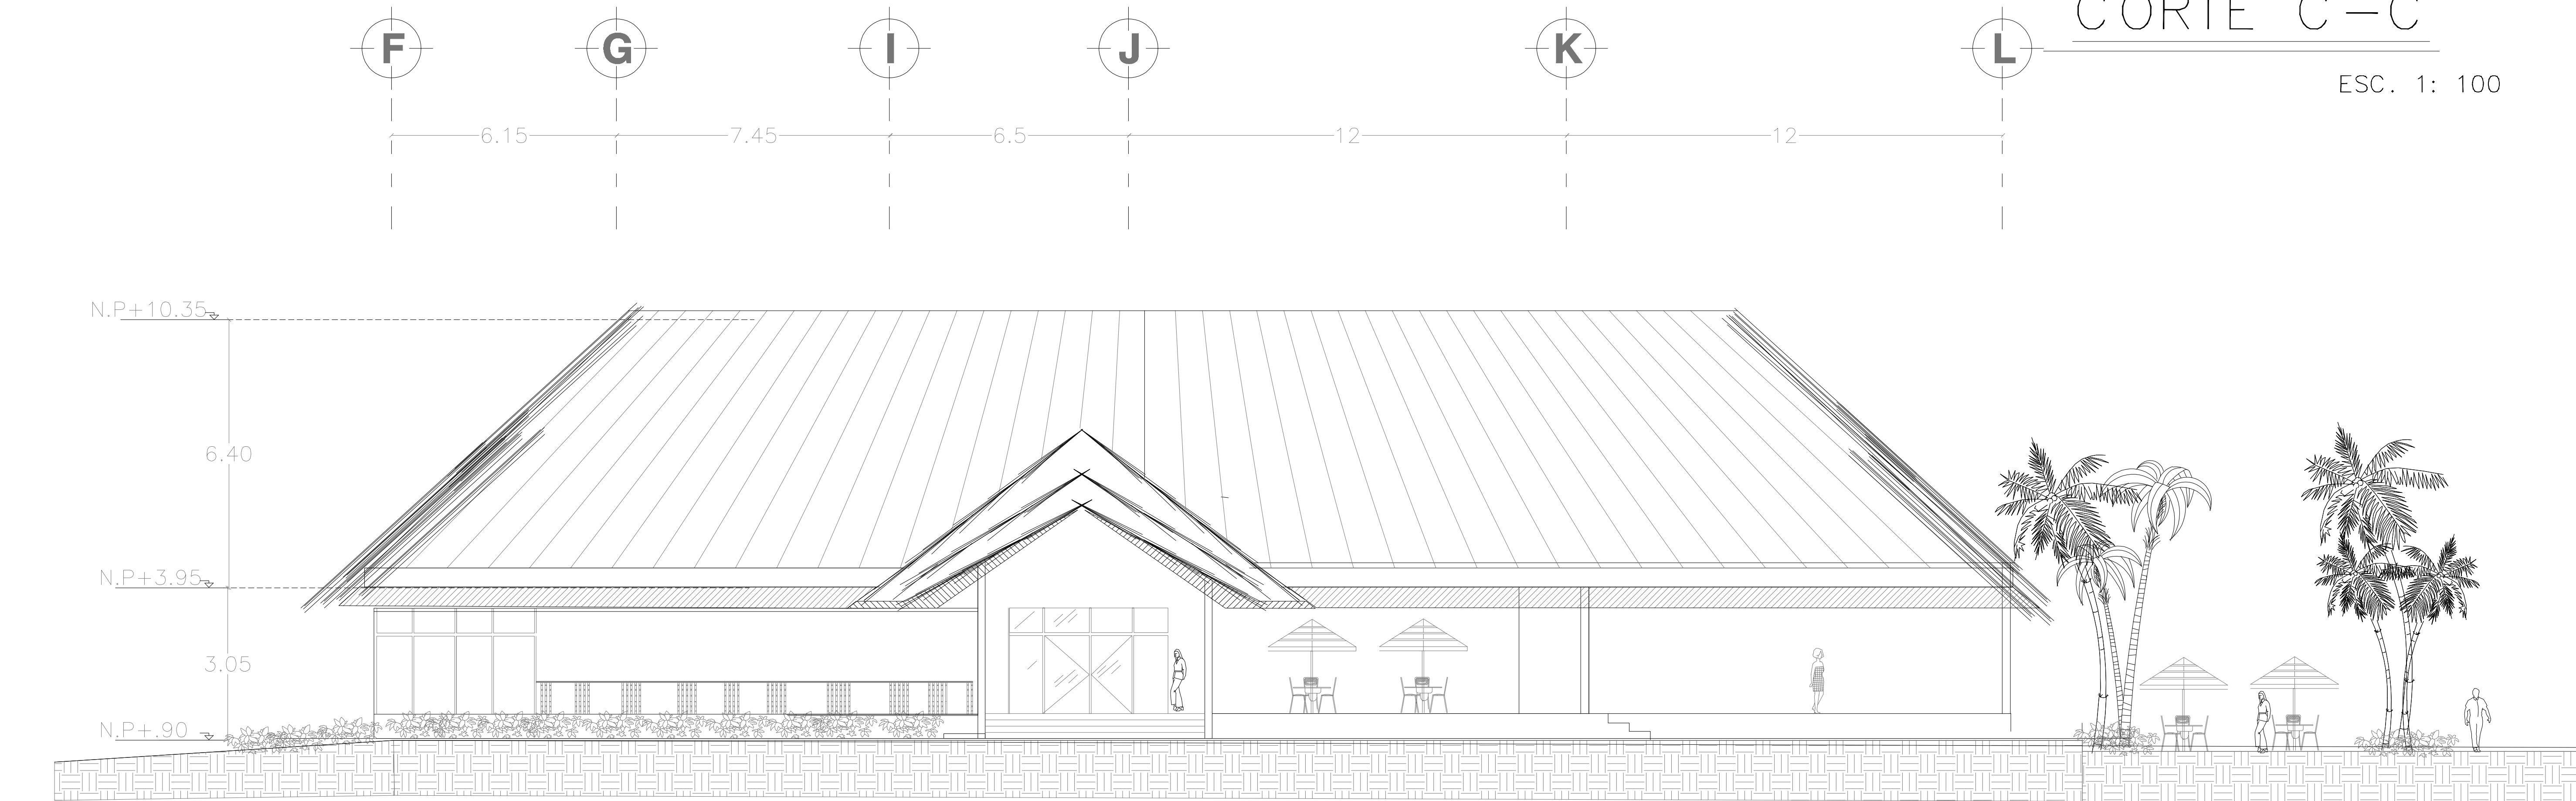 CORTE C-C
F G I J K L
ESC. 1: 100
6.15 7.45 6.5 12 12
N.P+10.35
6.40
N.P+3.95
3.05
N.P+.90